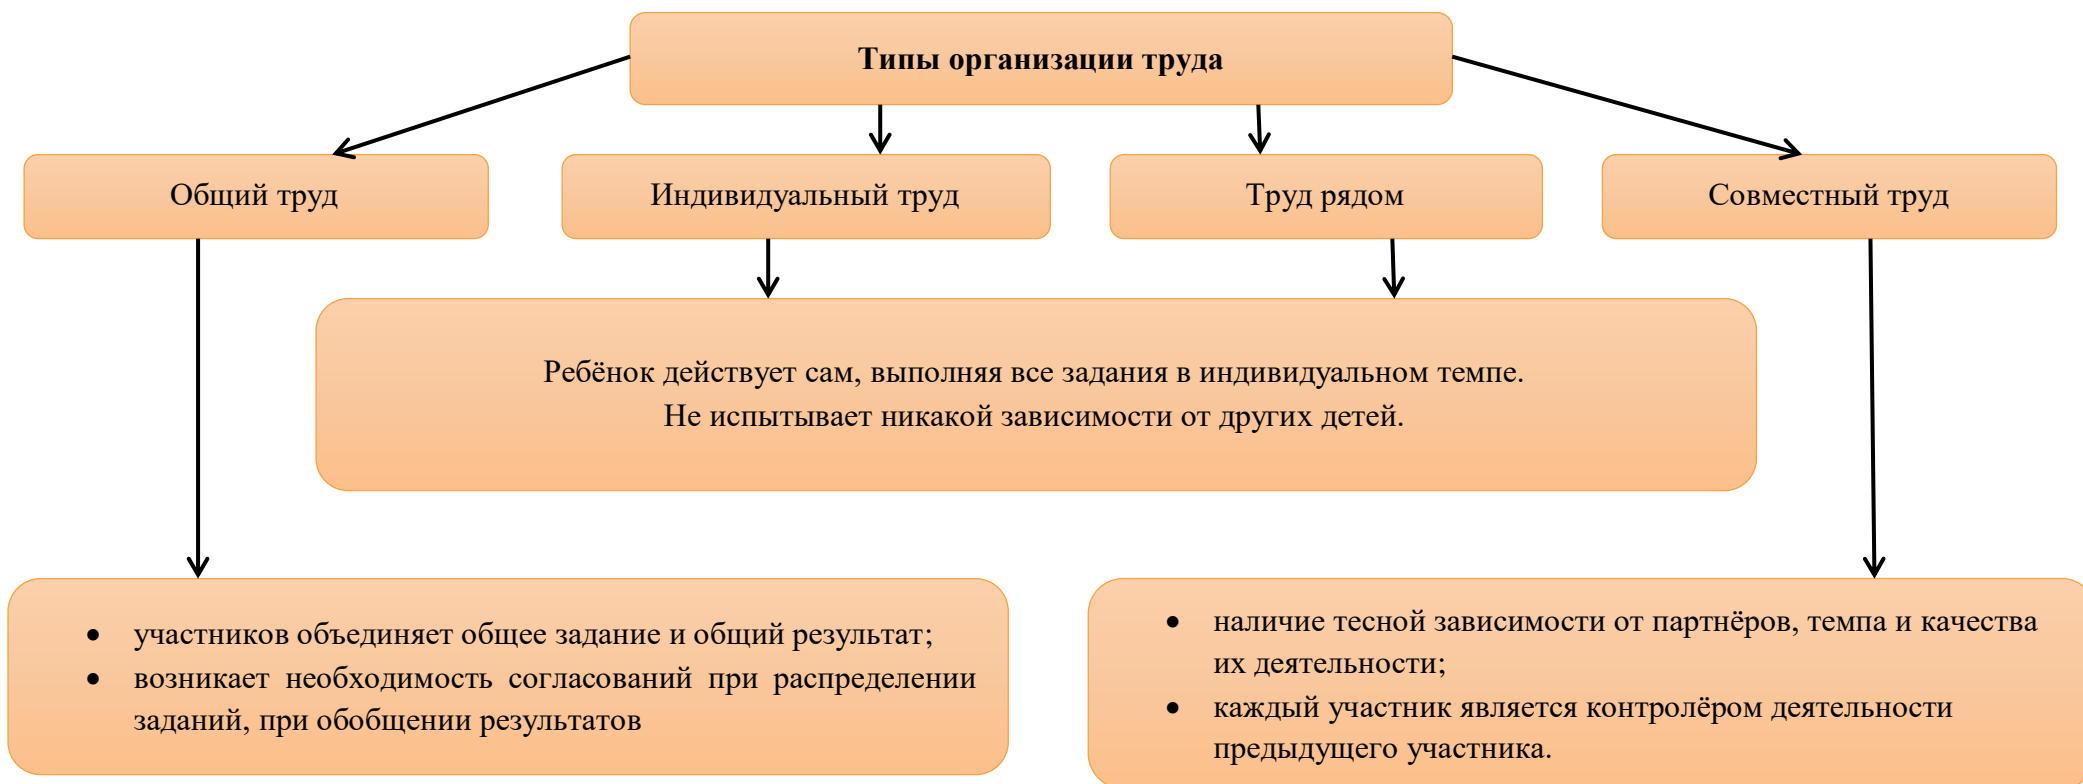 Типы организации труда
Общий труд
Индивидуальный труд
Труд рядом
Совместный труд
Ребёнок действует сам, выполняя все задания в индивидуальном темпе.
Не испытывает никакой зависимости от других детей.
• участников объединяет общее задание и общий результат;
• возникает необходимость согласований при распределении
заданий, при обобщении результатов
• наличие тесной зависимости от партнёров, темпа и качества
их деятельности;
• каждый участник является контролёром деятельности
предыдущего участника.